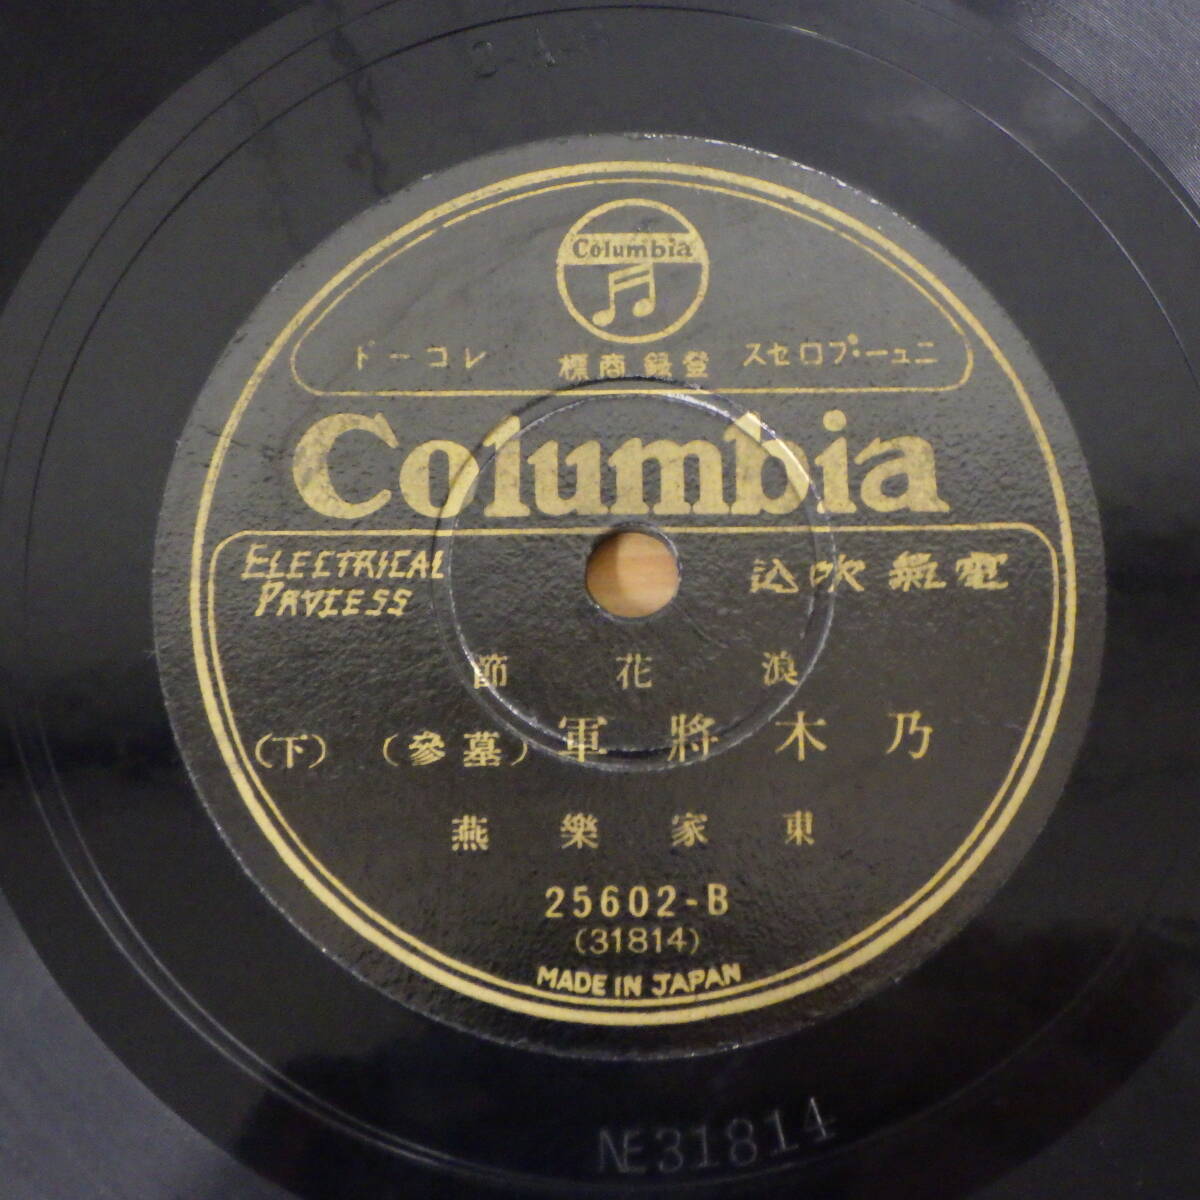 Columbia
ニュー・プロセス 登録商標 レコード
Columbia
ELECTRICAL
PROCESS
電氣吹込
浪花節
乃木將軍 (墓參) (下)
東家樂燕
25602-B
(31814)
MADE IN JAPAN
NE31814